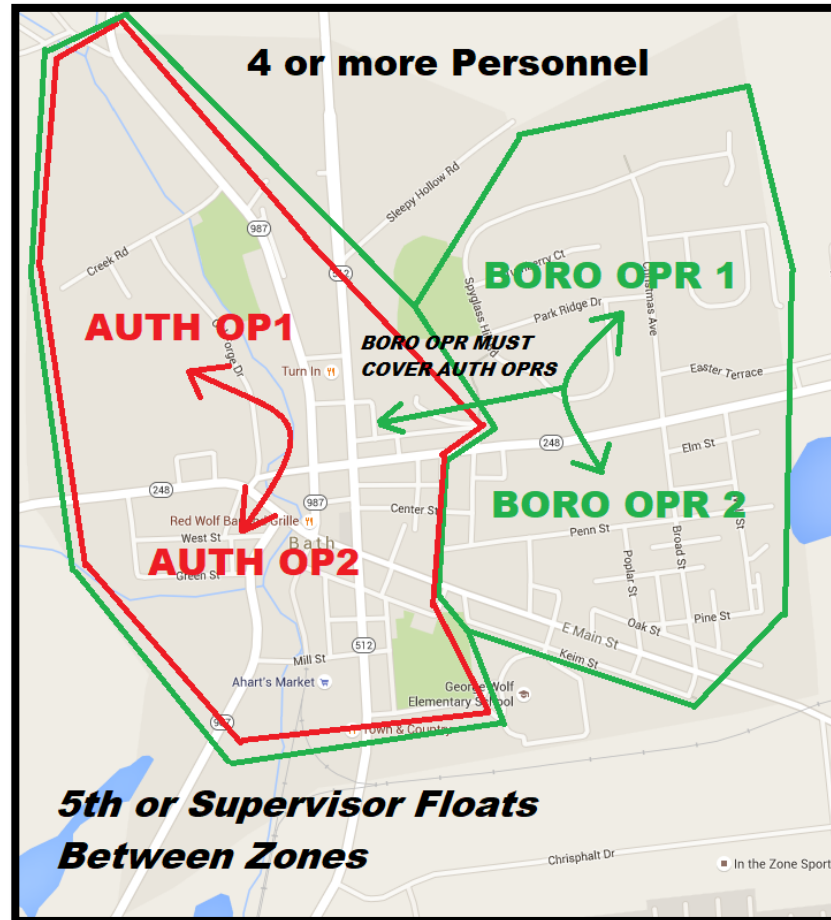 4 or more Personnel
Sleepy Hollow Rd
987
Creek Rd
512
BORO OPR 1
Christmas Ave
Park Ridge Dr
AUTH OP1
BORO OPR MUST
COVER AUTH OPRS
Turn In
Easter Terrace
248
Elm St
248
BORO OPR 2
987
Center St
Red Wolf Bar and Grille
Penn St
West St
Bath
AUTH OP2
Green St
Poplar St
Broad St
Oak St
Pine St
E Main St
Keim St
512
Mill St
Ahart's Market
George Wolf
Elementary School
987
Town & Country
5th or Supervisor Floats
Between Zones
Chrisphalt Dr
In the Zone Sport